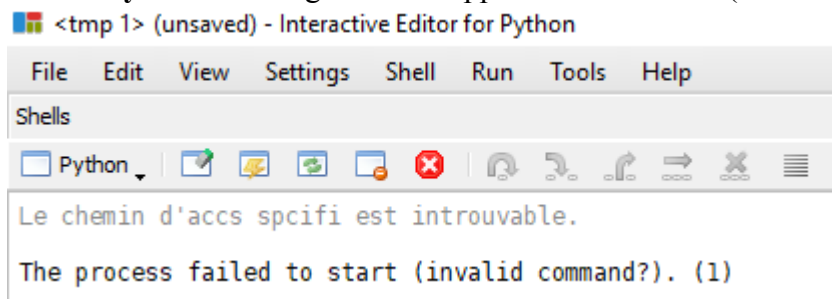 <tmp 1> (unsaved) - Interactive Editor for Python
File Edit View Settings Shell Run Tools Help
Shells
Python
Le chemin d'accs spcifi est introuvable.
The process failed to start (invalid command?). (1)